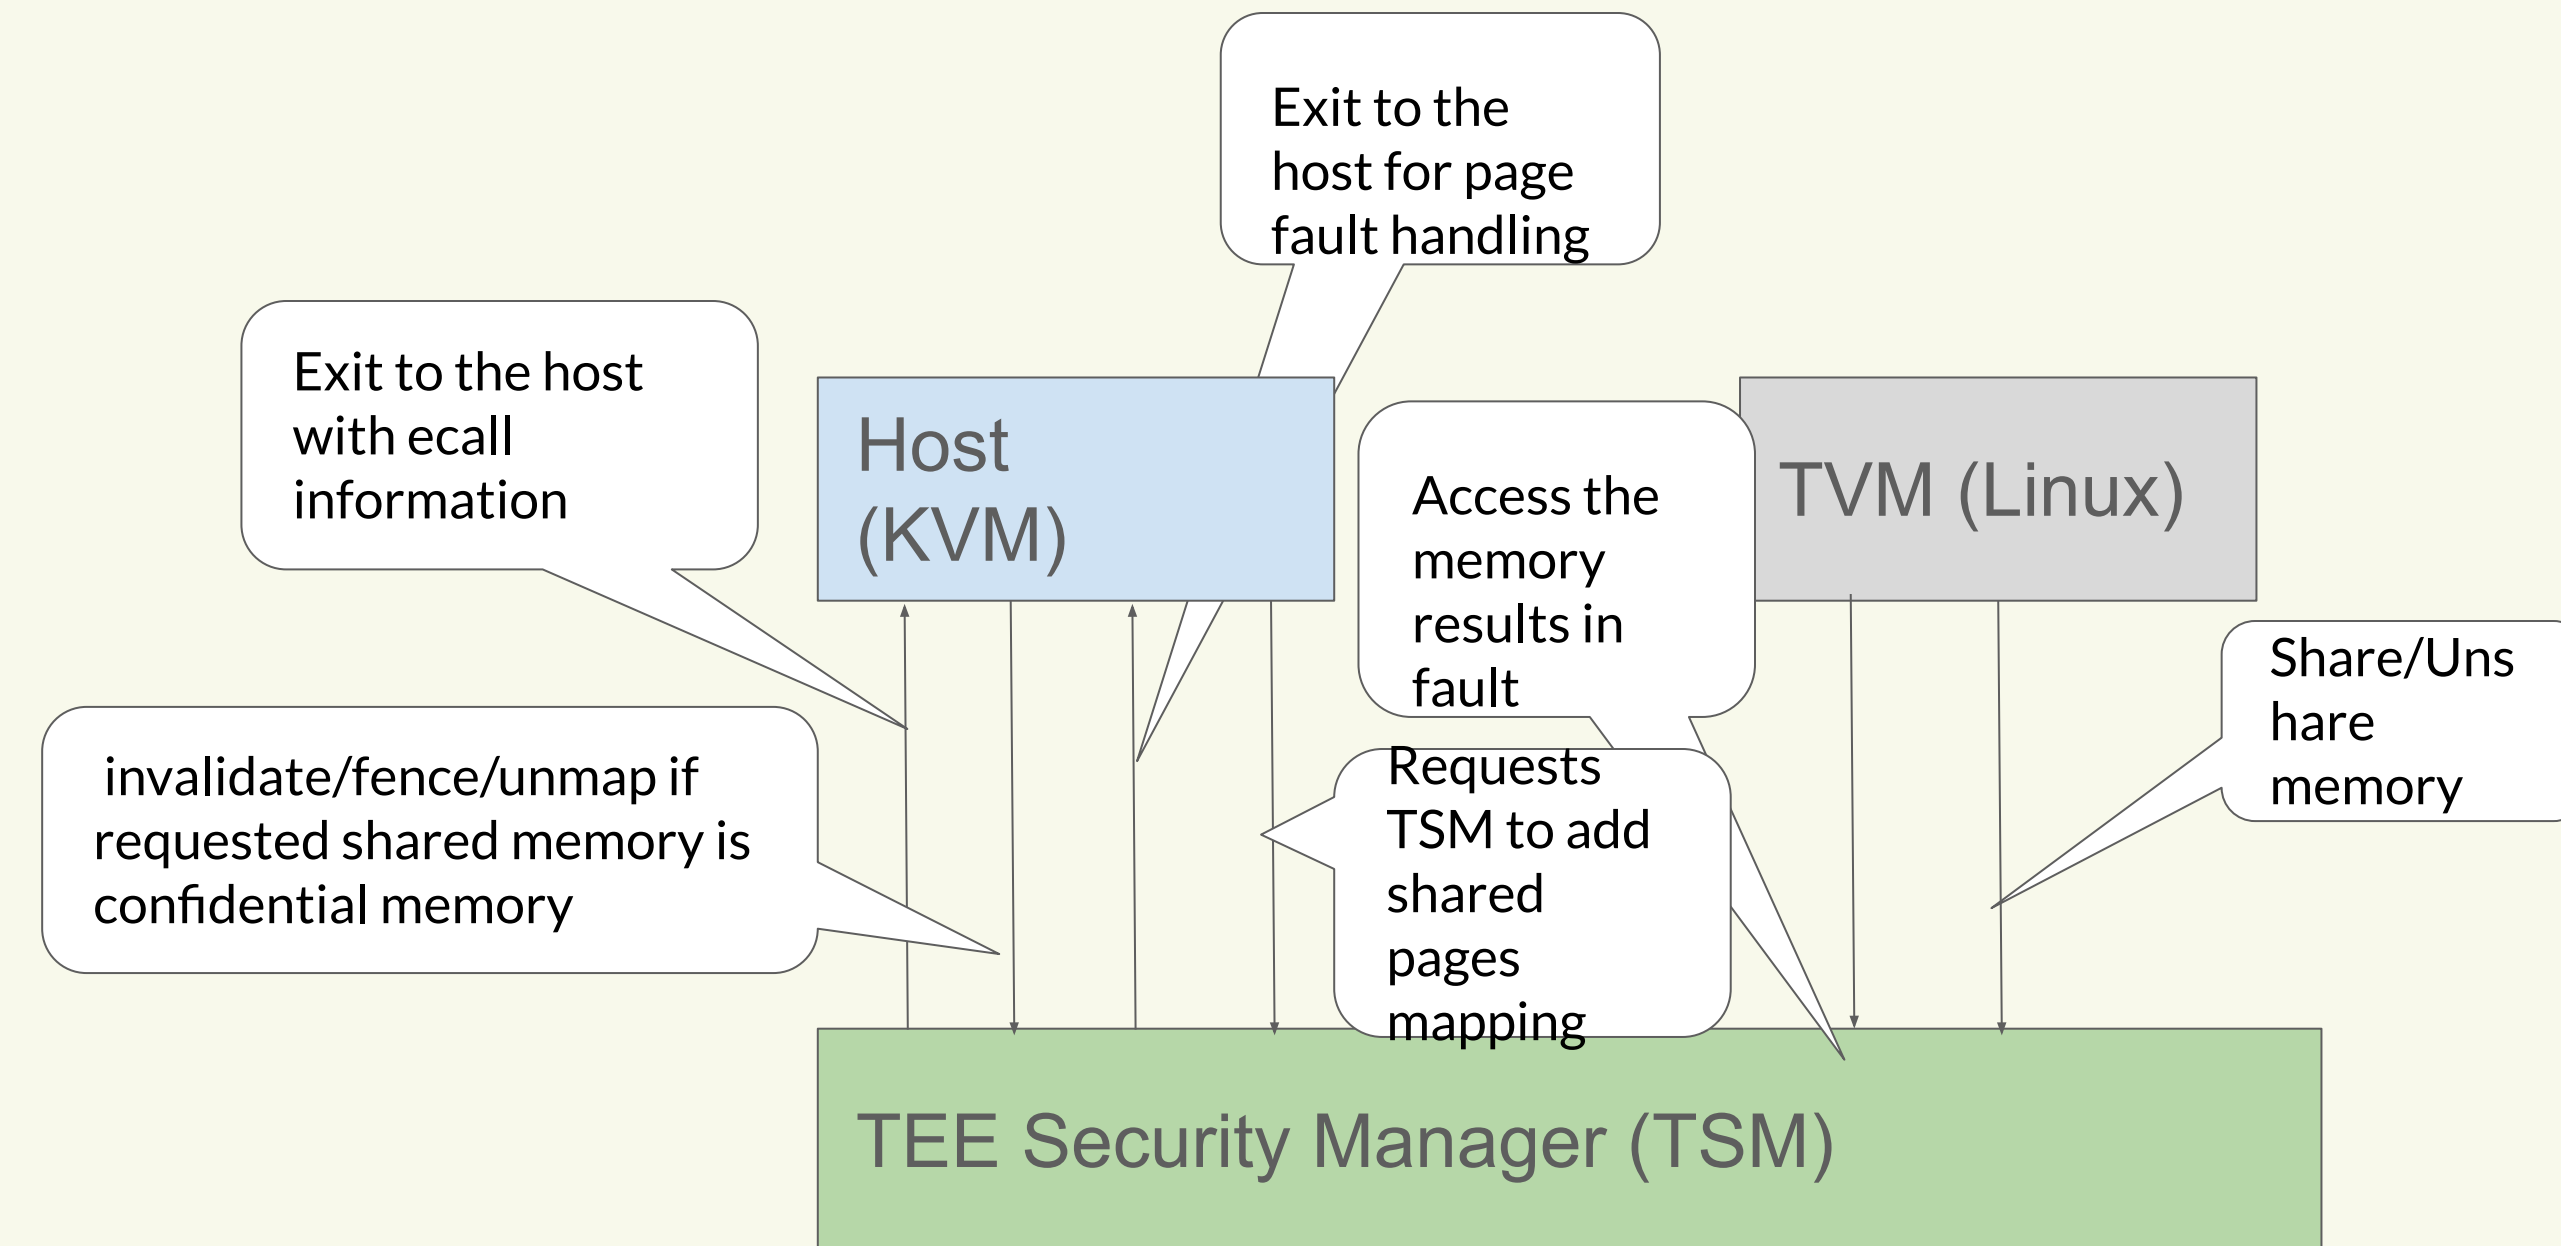 Exit to the
host for page
fault handling
Exit to the host
with ecall
information
Host
(KVM)
Access the
memory
results in
fault
TVM (Linux)
Share/Uns
hare
memory
invalidate/fence/unmap if
requested shared memory is
confidential memory
Requests
TSM to add
shared
pages
mapping
TEE Security Manager (TSM)